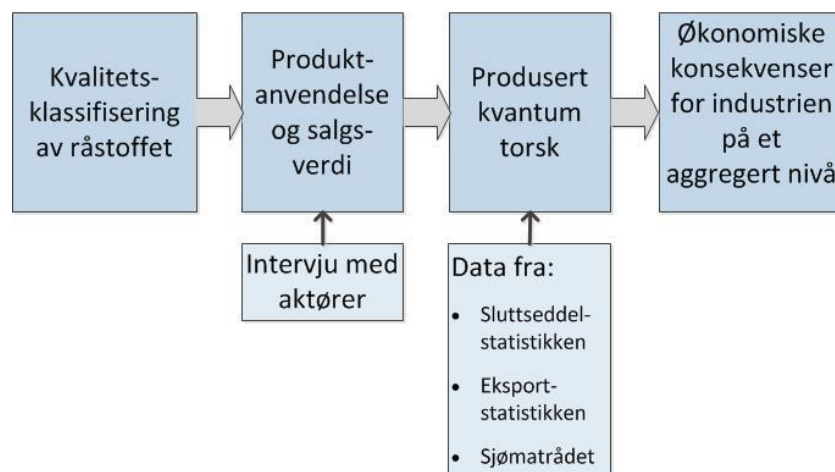 Kvalitets-
klassifisering
av råstoffet
Produkt-
anvendelse
og salgs-
verdi
Produsert
kvantum
torsk
Økonomiske
konsekvenser
for industrien
på et
aggregert nivå
Intervju med
aktører
Data fra:
• Sluttseddel-
statistikken
• Eksport-
statistikken
• Sjømatrådet